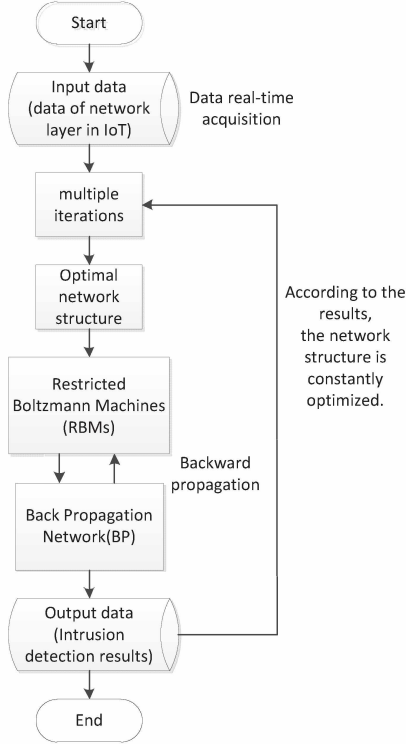 Start
Input data
(data of network
layer in IoT)
Data real-time
acquisition
multiple
iterations
Optimal
network
structure
According to the
results,
the network
structure is
constantly
optimized.
Restricted
Boltzmann Machines
(RBMs)
Backward
propagation
Back Propagation
Network(BP)
Output data
(Intrusion
detection results)
End